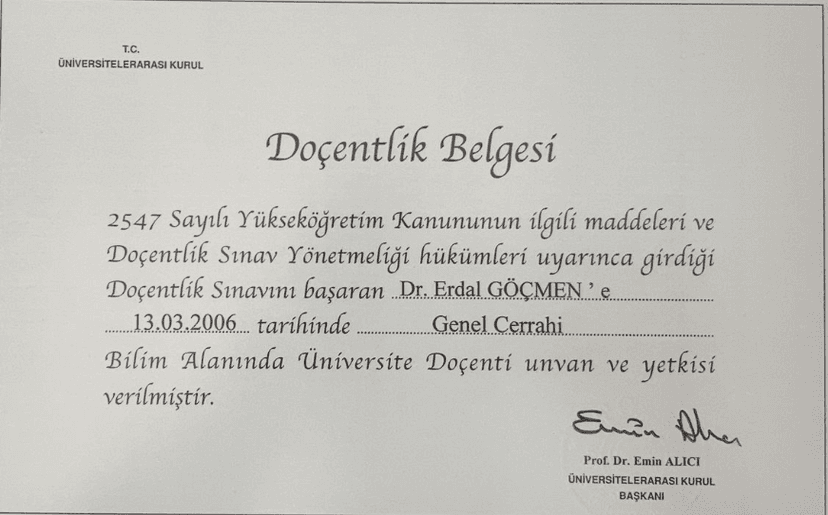 T.C.
ÜNİVERSİTELERARASI KURUL
Doçentlik Belgesi
2547 Sayılı Yükseköğretim Kanununun ilgili maddeleri ve
Doçentlik Sınav Yönetmeliği hükümleri uyarınca girdiği
Doçentlik Sınavını başaran Dr. Erdal GÖÇMEN ' e
13.03.2006 tarihinde Genel Cerrahi
Bilim Alanında Üniversite Doçenti unvan ve yetkisi
verilmiştir.
Emin Alıcı
Prof. Dr. Emin ALICI
ÜNİVERSİTELERARASI KURUL
BAŞKANI